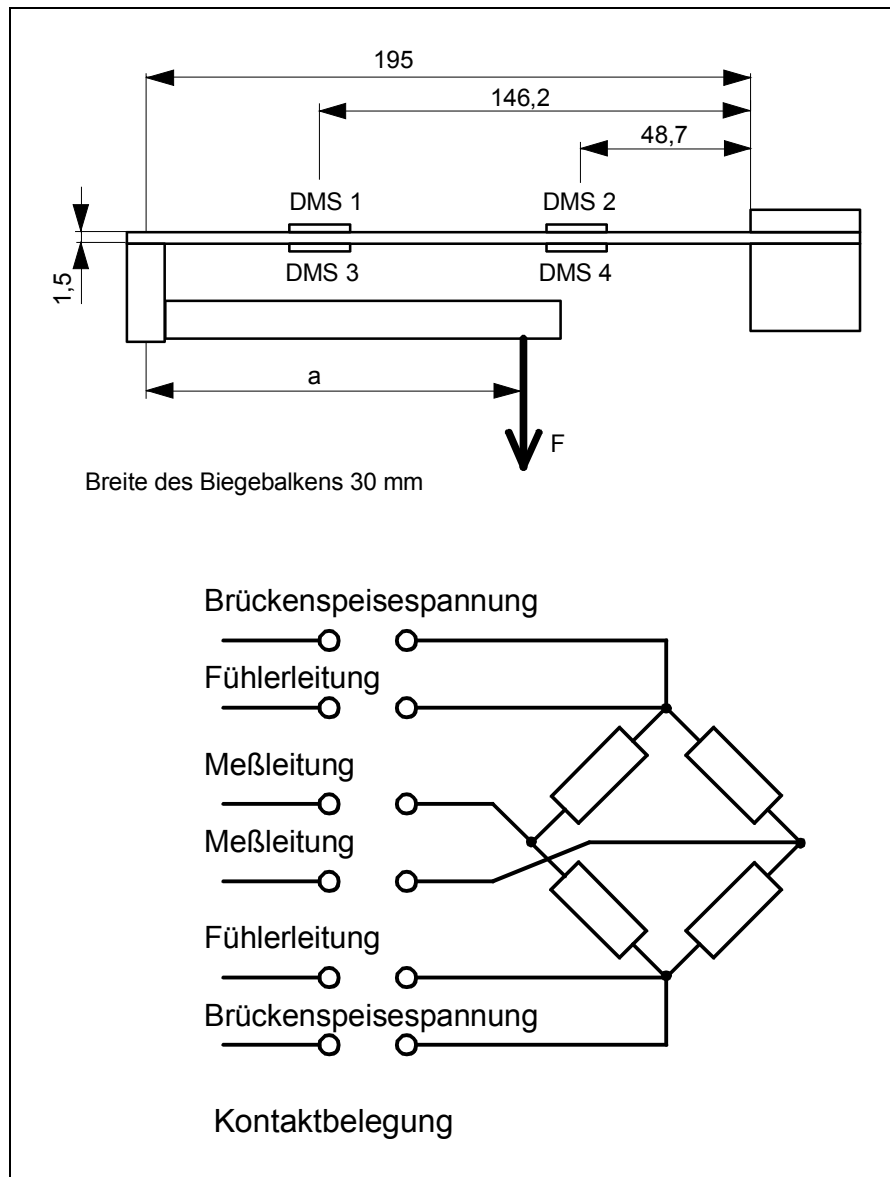 195
146,2
48,7
DMS 1 DMS 2
DMS 3 DMS 4
1,5
a
F
Breite des Biegebalkens 30 mm
Brückenspeisespannung
Fühlerleitung
Meßleitung
Meßleitung
Fühlerleitung
Brückenspeisespannung
Kontaktbelegung